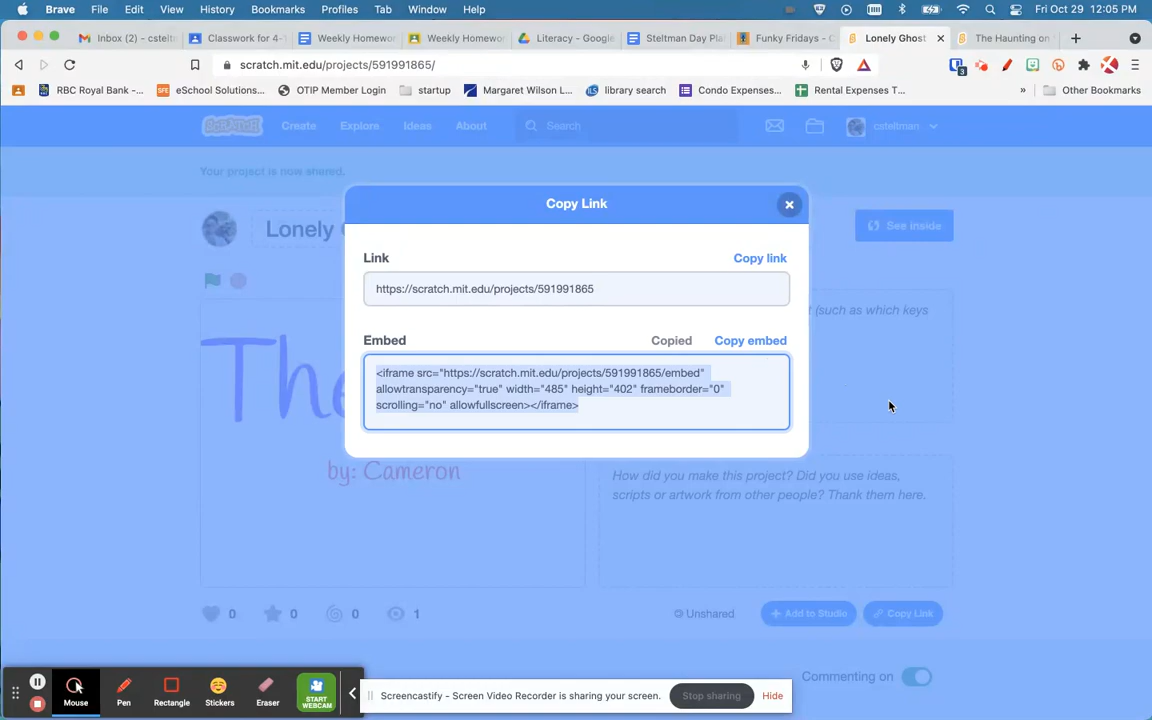 Brave File Edit View History Bookmarks Profiles Tab Window Help Fri Oct 29 12:05 PM
Inbox (2) - cstelt Classwork for 4- Weekly Homewor Weekly Homewor Literacy - Google Steltman Day Pla Funky Fridays - C Lonely Ghost The Haunting on
scratch.mit.edu/projects/591991865/ 3
RBC Royal Bank -... eSchool Solutions... OTIP Member Login startup Margaret Wilson L... library search Condo Expenses... Rental Expenses T... » Other Bookmarks
SCRATCH Create Explore Ideas About Search csteltman
Your project is now shared.
Copy Link
Lonely See inside
Link Copy link
https://scratch.mit.edu/projects/591991865
(such as which keys
Embed Copied Copy embed
<iframe src="https://scratch.mit.edu/projects/591991865/embed"
allowtransparency="true" width="485" height="402" frameborder="0"
scrolling="no" allowfullscreen></iframe>
The
by: Cameron
How did you make this project? Did you use ideas,
scripts or artwork from other people? Thank them here.
0 0 0 1 Unshared Add to Studio Copy Link
Commenting on
Mouse Pen Rectangle Stickers Eraser START WEBCAM
Screencastify - Screen Video Recorder is sharing your screen. Stop sharing Hide